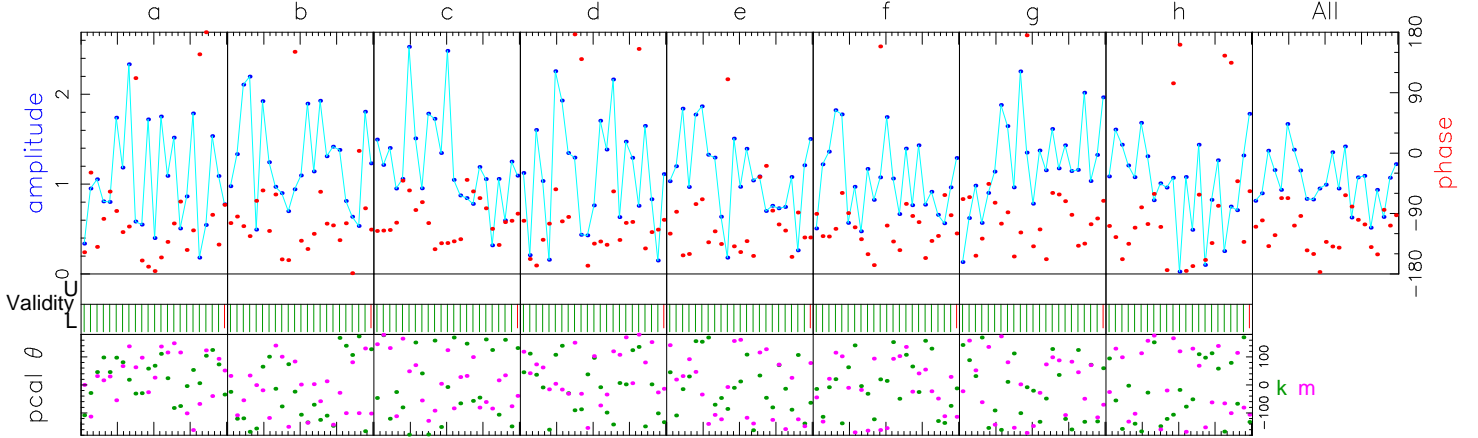 a b c d e f g h All
amplitude
2
1
0
180
90
0
−90
−180
phase
Validity
U
L
pcal θ
100
0
−100
k m